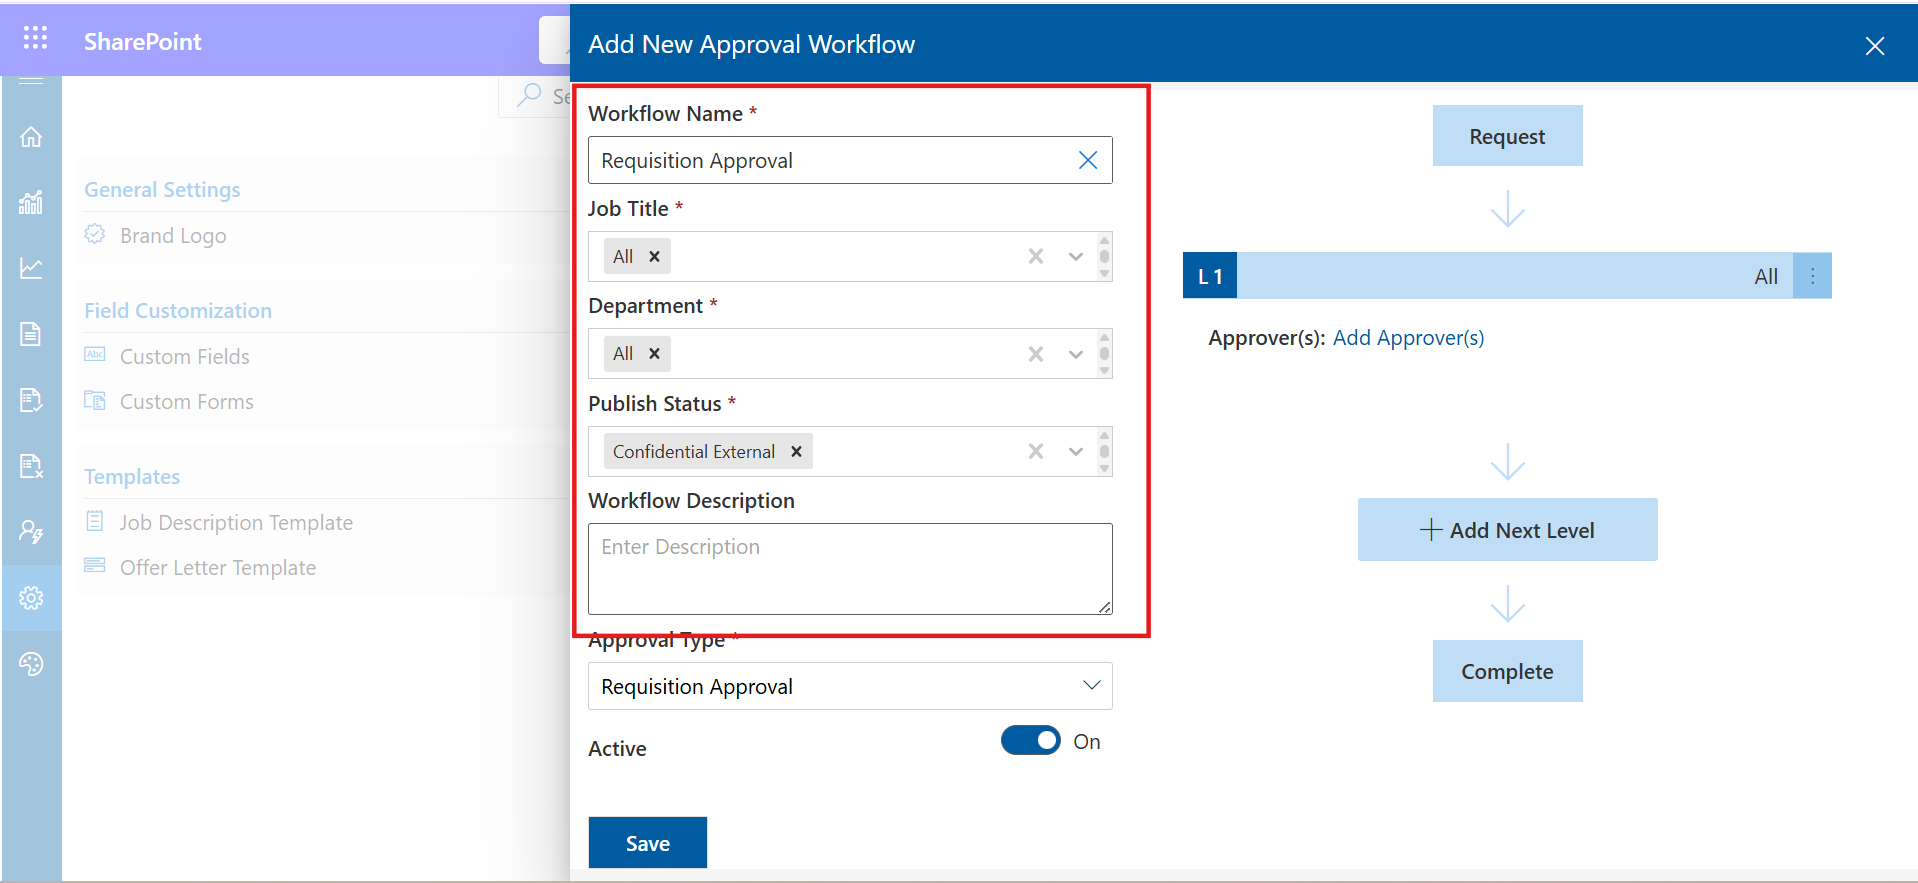 SharePoint
Add New Approval Workflow
General Settings
Brand Logo
Field Customization
Abc Custom Fields
Custom Forms
Templates
Job Description Template
Offer Letter Template
Workflow Name *
Requisition Approval
Job Title *
All
Department *
All
Publish Status *
Confidential External
Workflow Description
Enter Description
Approval Type *
Requisition Approval
Active
On
Save
Request
L 1
All
Approver(s): Add Approver(s)
Add Next Level
Complete